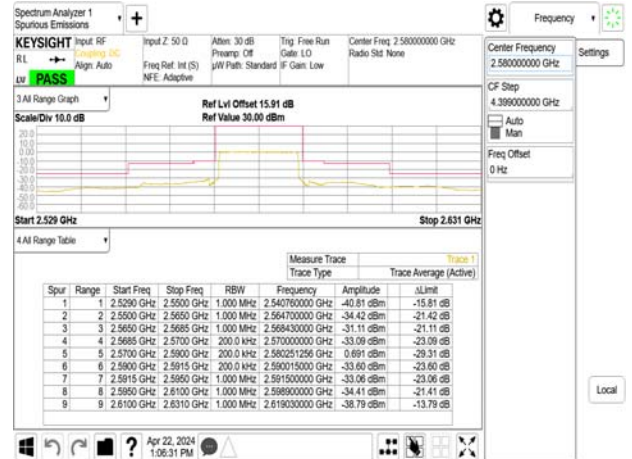 Spectrum Analyzer 1
Spurious Emissions
+
Frequency
KEYSIGHT Input: RF Input Z: 50 Ω Atten: 30 dB Trig: Free Run Center Freq: 2.580000000 GHz
RL Coupling: DC Preamp: Off Gate: LO Radio Std: None
Align: Auto Freq Ref: Int (S) µW Path: Standard IF Gain: Low
NFE: Adaptive
LW PASS
Center Frequency
2.580000000 GHz
Settings
CF Step
4.399000000 GHz
Auto
Man
Freq Offset
0 Hz
3 All Range Graph
Ref Lvl Offset 15.91 dB
Scale/Div 10.0 dB Ref Value 30.00 dBm
20.0
10.0
0.00
-10.0
-20.0
-30.0
-40.0
-50.0
-60.0
Start 2.529 GHz Stop 2.631 GHz
4 All Range Table
Measure Trace Trace 1
Trace Type Trace Average (Active)
Spur Range Start Freq Stop Freq RBW Frequency Amplitude ΔLimit
1 1 2.5290 GHz 2.5500 GHz 1.000 MHz 2.540760000 GHz -40.81 dBm -15.81 dB
2 2 2.5500 GHz 2.5650 GHz 1.000 MHz 2.564700000 GHz -34.42 dBm -21.42 dB
3 3 2.5650 GHz 2.5685 GHz 1.000 MHz 2.568430000 GHz -31.11 dBm -21.11 dB
4 4 2.5685 GHz 2.5700 GHz 200.0 kHz 2.570000000 GHz -33.09 dBm -23.09 dB
5 5 2.5700 GHz 2.5900 GHz 200.0 kHz 2.580251256 GHz 0.691 dBm -29.31 dB
6 6 2.5900 GHz 2.5915 GHz 200.0 kHz 2.590015000 GHz -33.60 dBm -23.60 dB
7 7 2.5915 GHz 2.5950 GHz 1.000 MHz 2.591500000 GHz -33.06 dBm -23.06 dB
8 8 2.5950 GHz 2.6100 GHz 1.000 MHz 2.598900000 GHz -34.41 dBm -21.41 dB
9 9 2.6100 GHz 2.6310 GHz 1.000 MHz 2.619030000 GHz -38.79 dBm -13.79 dB
Local
Apr 22, 2024
1:06:31 PM